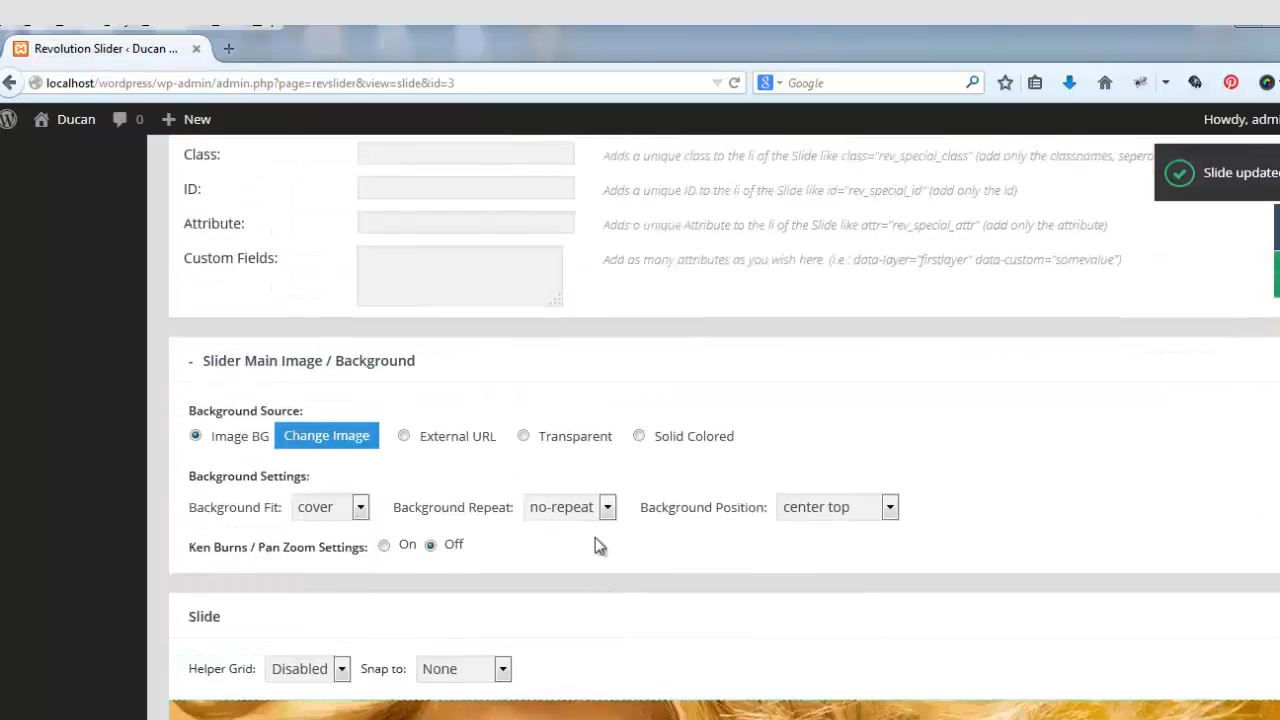 Revolution Slider ‹ Ducan ...
localhost/wordpress/wp-admin/admin.php?page=revslider&view=slide&id=3
Google
Ducan 0 New Howdy, admi
Class: Adds a unique class to the li of the Slide like class="rev_special_class" (add only the classnames, sepero
Slide updated
ID: Adds a unique ID to the li of the Slide like id="rev_special_id" (add only the id)
Attribute: Adds a unique Attribute to the li of the Slide like attr="rev_special_attr" (add only the attribute)
Custom Fields: Add as many attributes as you wish here. (i.e.: data-layer="firstlayer" data-custom="somevalue")
- Slider Main Image / Background
Background Source:
Image BG Change Image External URL Transparent Solid Colored
Background Settings:
Background Fit: cover Background Repeat: no-repeat Background Position: center top
Ken Burns / Pan Zoom Settings: On Off
Slide
Helper Grid: Disabled Snap to: None